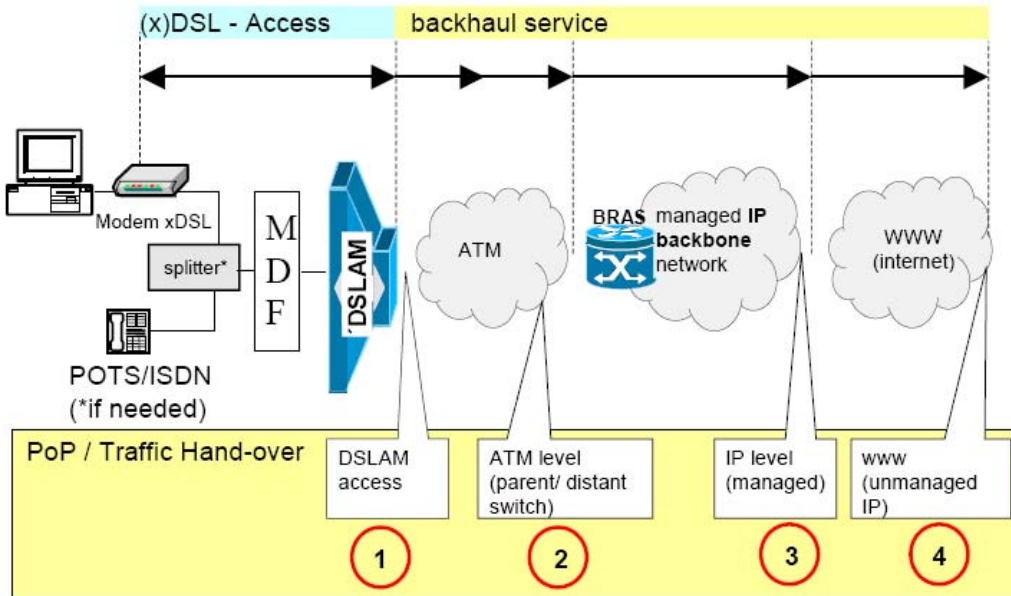 (x)DSL - Access
backhaul service
Modem xDSL
splitter*
POTS/ISDN
(*if needed)
M
D
F
´DSLAM
ATM
BRAS
managed IP
backbone
network
WWW
(internet)
PoP / Traffic Hand-over
DSLAM
access
ATM level
(parent/ distant
switch)
IP level
(managed)
www
(unmanaged
IP)
1
2
3
4